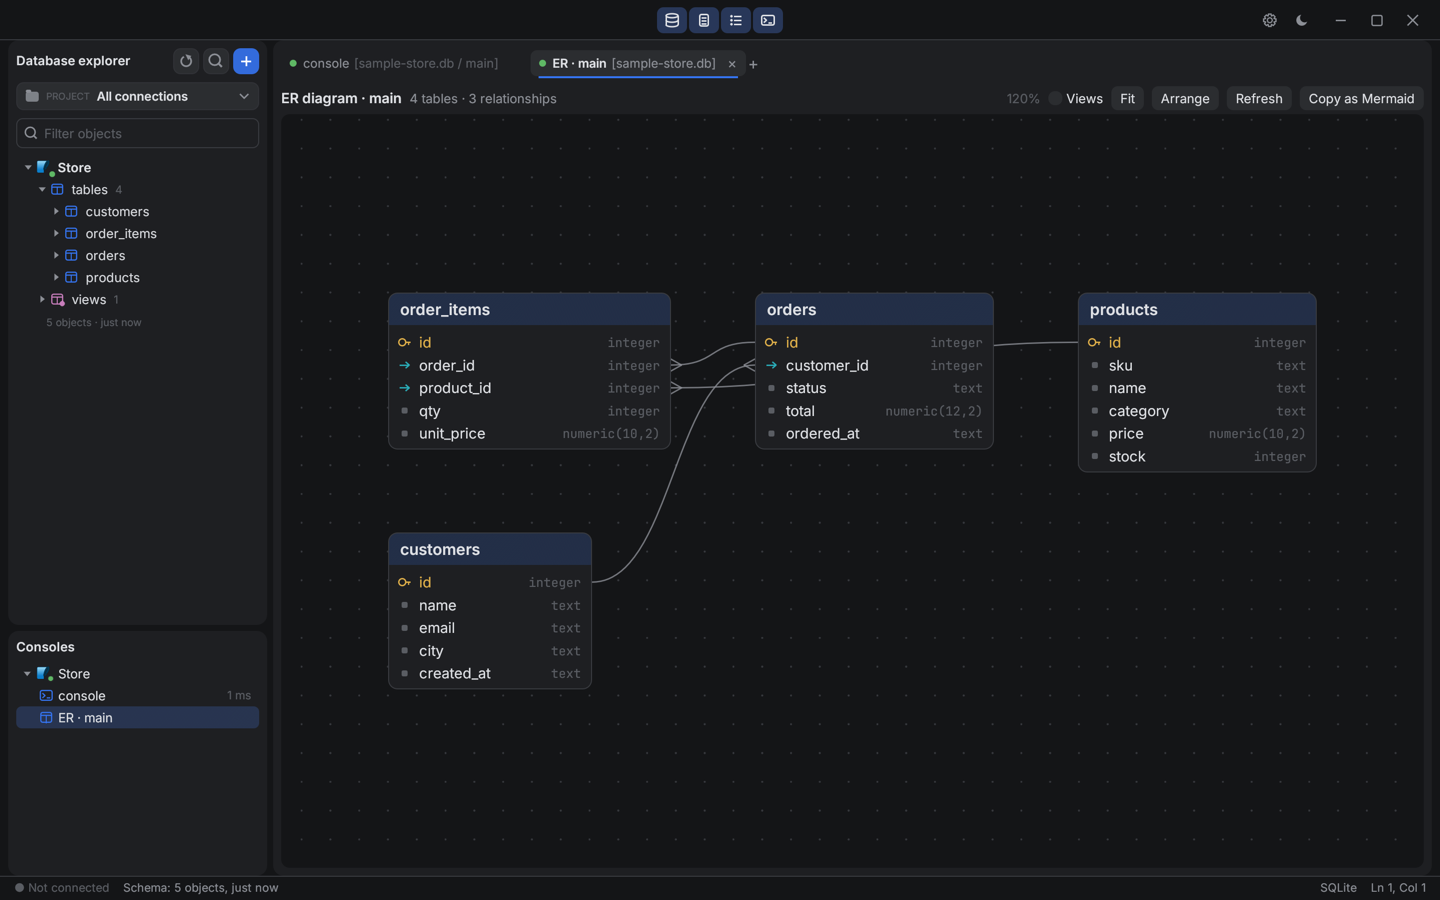 Database explorer
PROJECT All connections
Filter objects
Store
tables 4
customers
order_items
orders
products
views 1
5 objects · just now
Consoles
Store
console 1 ms
ER · main
console [sample-store.db / main]
ER · main [sample-store.db] × +
ER diagram · main 4 tables · 3 relationships
120% Views Fit Arrange Refresh Copy as Mermaid
order_items
id integer
order_id integer
product_id integer
qty integer
unit_price numeric(10,2)
orders
id integer
customer_id integer
status text
total numeric(12,2)
ordered_at text
products
id integer
sku text
name text
category text
price numeric(10,2)
stock integer
customers
id integer
name text
email text
city text
created_at text
Not connected Schema: 5 objects, just now
SQLite Ln 1, Col 1